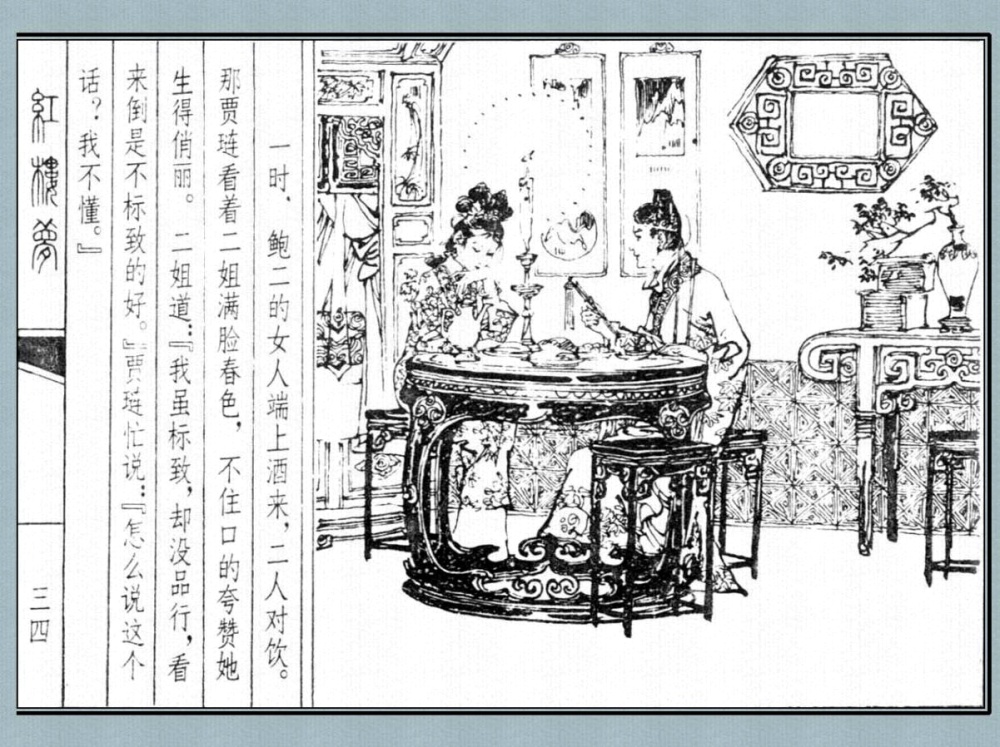 一时，鲍二的女人端上酒来，二人对饮。
那贾琏看着二姐满脸春色，不住口的夸赞她
生得俏丽。二姐道：『我虽标致，却没品行，看
来倒是不标致的好。』贾琏忙说：『怎么说这个
话？我不懂。』
紅樓夢
三四